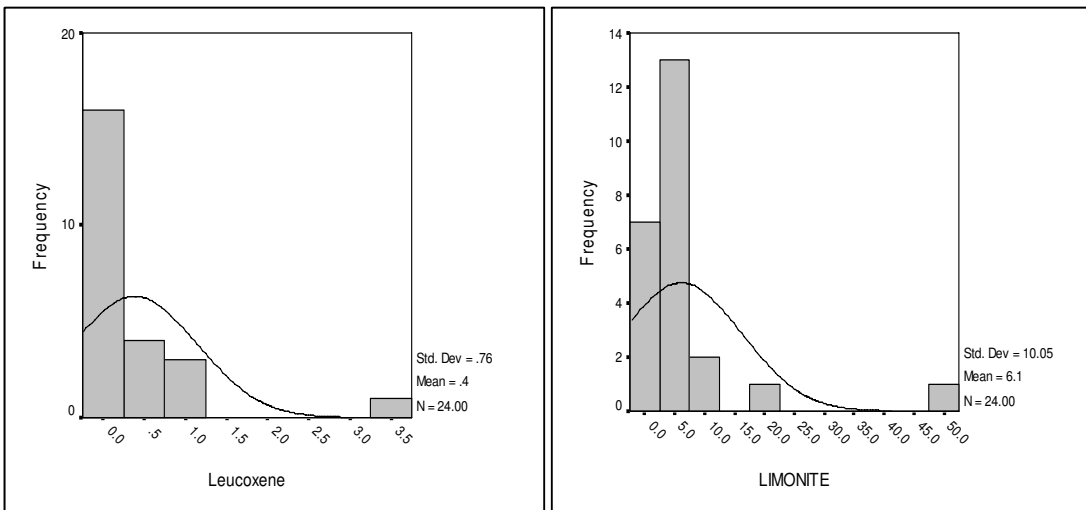 20
10
0
Frequency
0.0 .5 1.0 1.5 2.0 2.5 3.0 3.5
Leucoxene
Std. Dev = .76
Mean = .4
N = 24.00
14
12
10
8
6
4
2
0
Frequency
0.0 5.0 10.0 15.0 20.0 25.0 30.0 35.0 40.0 45.0 50.0
LIMONITE
Std. Dev = 10.05
Mean = 6.1
N = 24.00